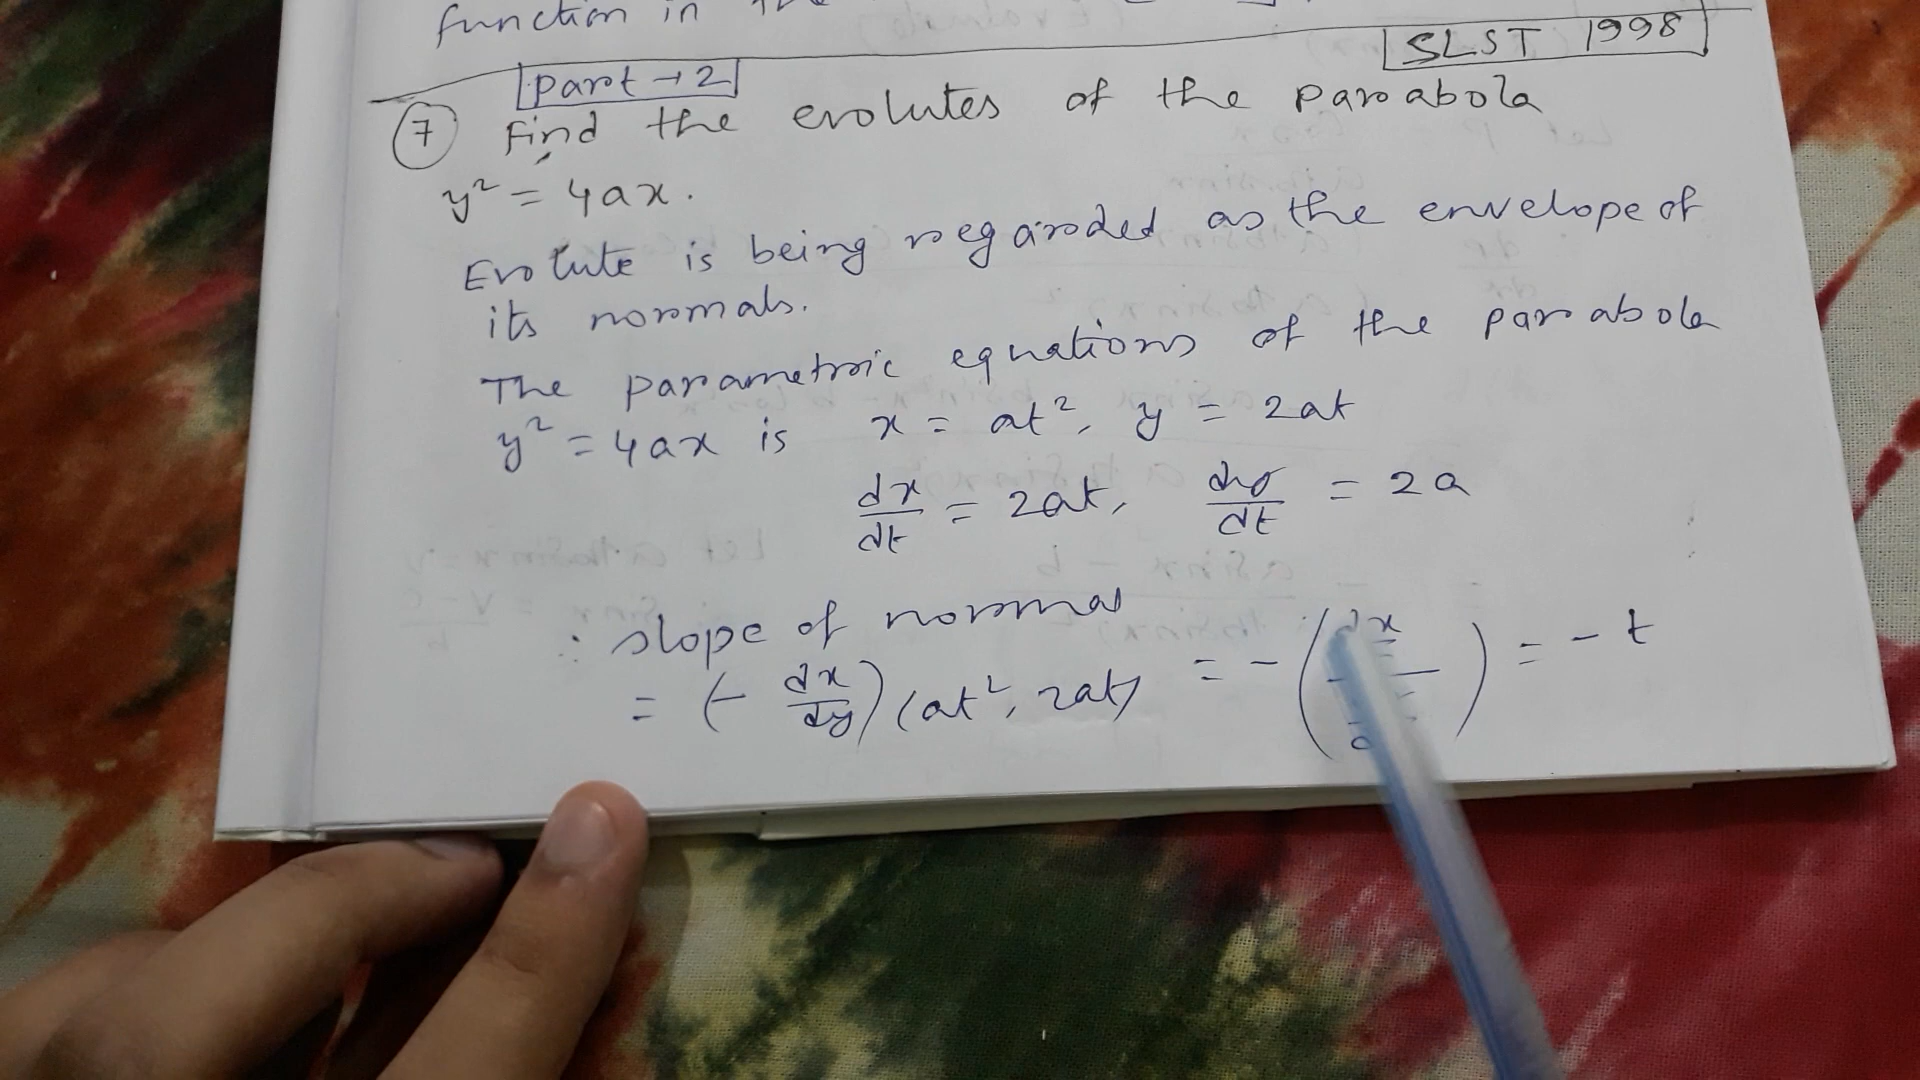 function in
SLST 1998
Part → 2
7 Find the evolutes of the parabola
y² = 4ax.
Evolute is being regarded as the envelope of
its normals.
The parametric equations of the parabola
y² = 4ax is x = at², y = 2at
dx/dt = 2at, dy/dt = 2a
∴ slope of normal
= (- dx/dy) (at², 2at) = - ( ) = - t